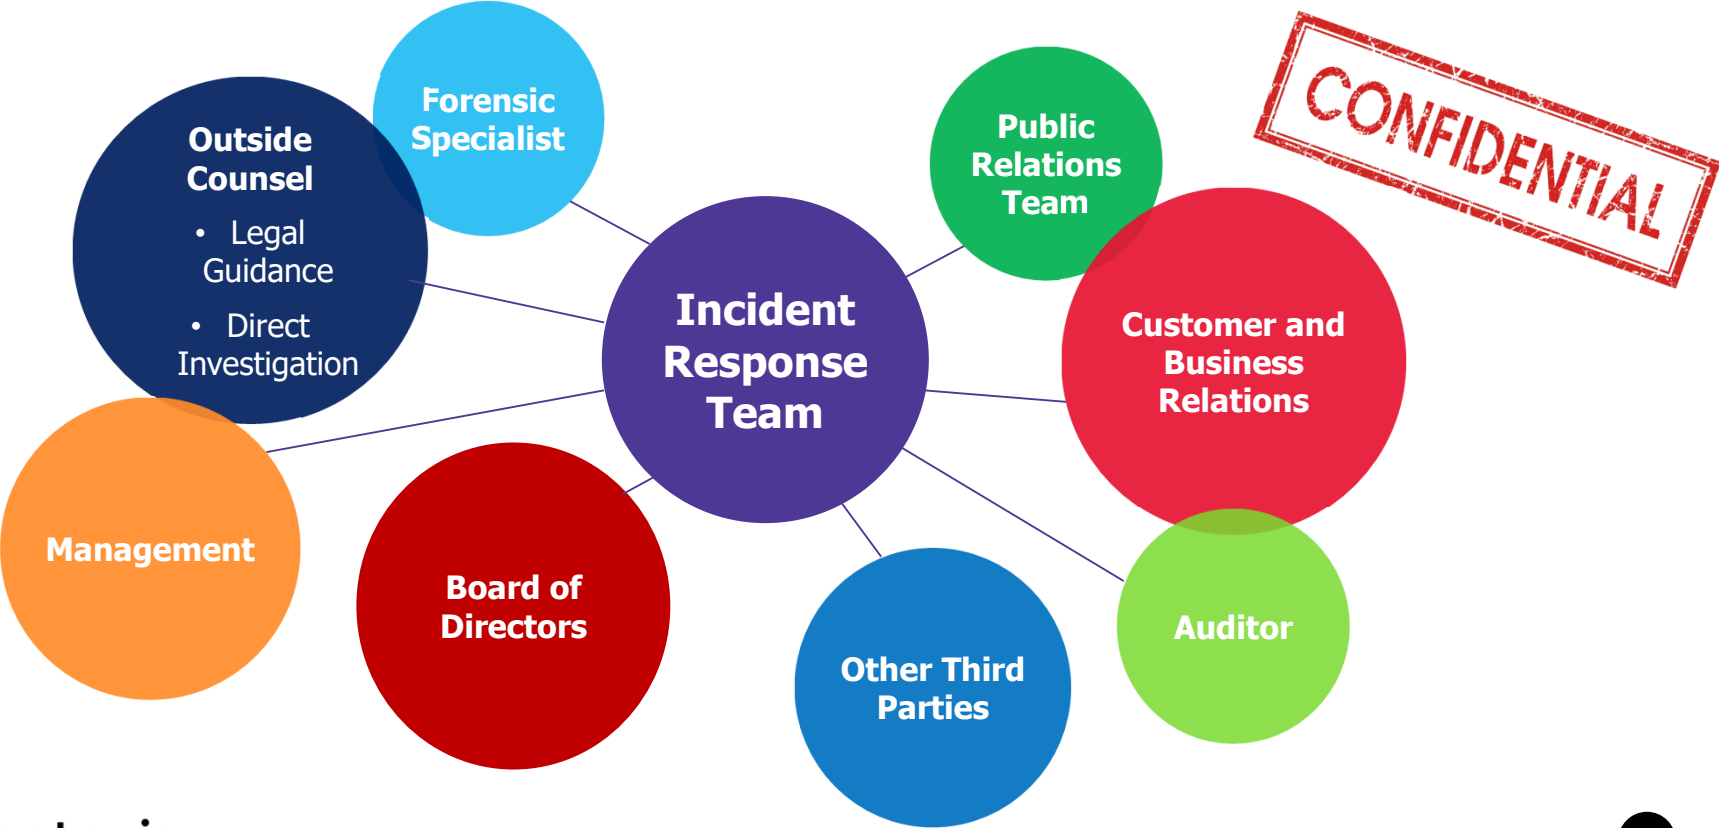 Forensic
Specialist
Outside
Counsel
• Legal
Guidance
• Direct
Investigation
Public
Relations
Team
CONFIDENTIAL
Incident
Response
Team
Customer and
Business
Relations
Management
Board of
Directors
Other Third
Parties
Auditor